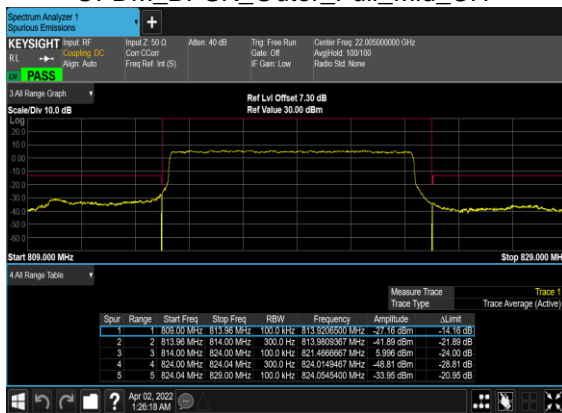 Spectrum Analyzer 1
Spurious Emissions
KEYSIGHT Input: RF
R L
Coupling: DC
Align: Auto
Input Z: 50 Ω
Corr CCorr
Freq Ref: Int (S)
Atten: 40 dB
Trig: Free Run
Gate: Off
IF Gain: Low
Center Freq: 22.005000000 GHz
Avg|Hold: 100/100
Radio Std: None
PASS
3 All Range Graph
Scale/Div 10.0 dB
Ref Lvl Offset 7.30 dB
Ref Value 30.00 dBm
Log
20.0
10.0
0.00
-10.0
-20.0
-30.0
-40.0
-50.0
-60.0
Start 809.000 MHz
Stop 829.000 MH
4 All Range Table
Measure Trace Trace 1
Trace Type Trace Average (Active)
Spur Range Start Freq Stop Freq RBW Frequency Amplitude ΔLimit
1 1 809.00 MHz 813.96 MHz 100.0 kHz 813.9206500 MHz -27.16 dBm -14.16 dB
2 2 813.96 MHz 814.00 MHz 300.0 Hz 813.9809367 MHz -41.89 dBm -21.89 dB
3 3 814.00 MHz 824.00 MHz 100.0 kHz 821.4666667 MHz 5.996 dBm -24.00 dB
4 4 824.00 MHz 824.04 MHz 300.0 Hz 824.0149467 MHz -48.81 dBm -28.81 dB
5 5 824.04 MHz 829.00 MHz 100.0 kHz 824.0545400 MHz -33.95 dBm -20.95 dB
Apr 02, 2022
1:26:18 AM